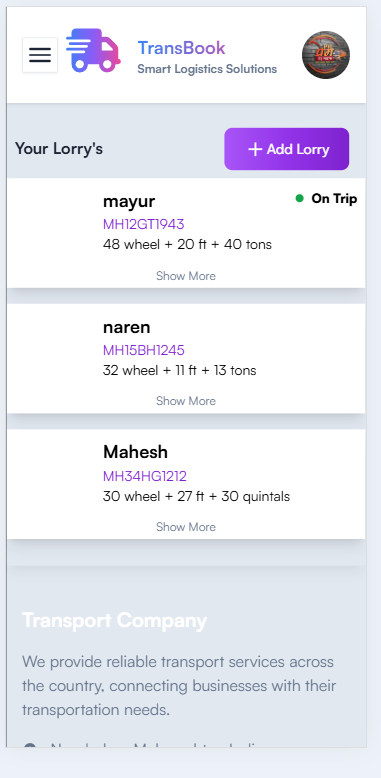 TransBook
Smart Logistics Solutions
Your Lorry's
+ Add Lorry
mayur
On Trip
MH12GT1943
48 wheel + 20 ft + 40 tons
Show More
naren
MH15BH1245
32 wheel + 11 ft + 13 tons
Show More
Mahesh
MH34HG1212
30 wheel + 27 ft + 30 quintals
Show More
Transport Company
We provide reliable transport services across
the country, connecting businesses with their
transportation needs.